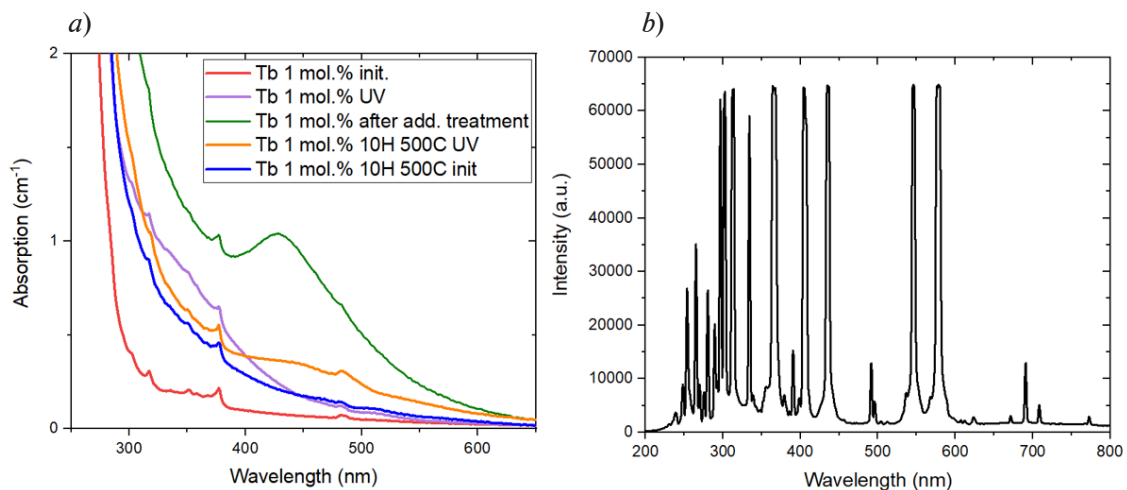 a)
2
1
0
300
400
500
600
Absorption (cm⁻¹)
Wavelength (nm)
Tb 1 mol.% init.
Tb 1 mol.% UV
Tb 1 mol.% after add. treatment
Tb 1 mol.% 10H 500C UV
Tb 1 mol.% 10H 500C init
b)
70000
60000
50000
40000
30000
20000
10000
0
200
300
400
500
600
700
800
Intensity (a.u.)
Wavelength (nm)